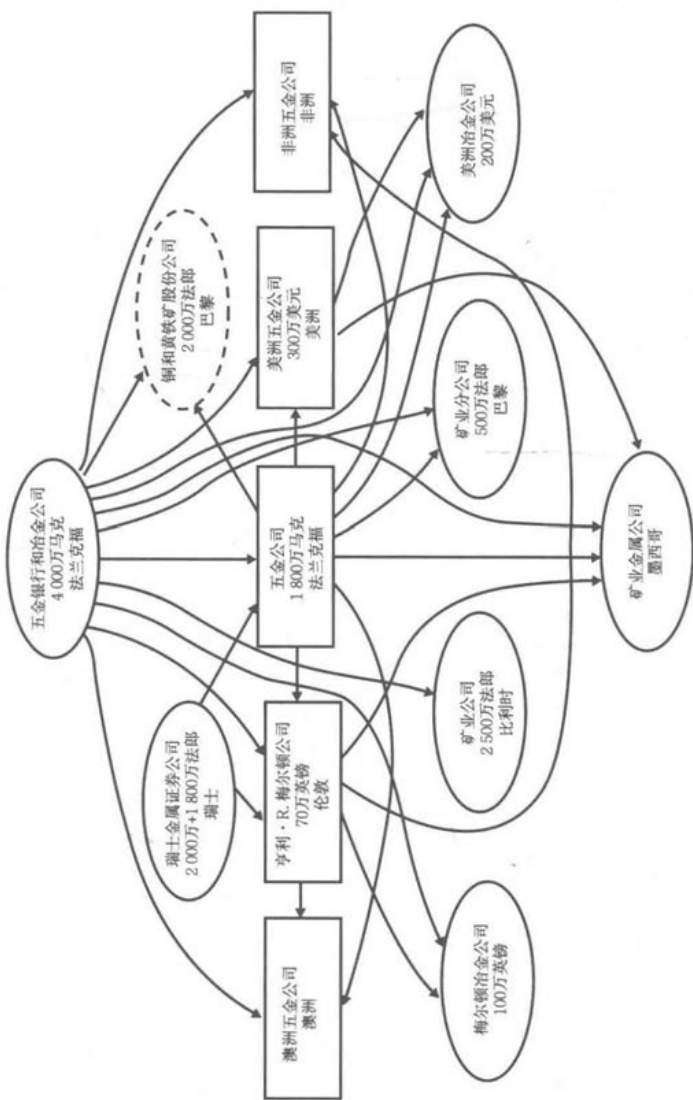 五金银行和冶金公司
4 000万马克
法兰克福
瑞士金属证券公司
2 000万+1 800万法郎
瑞士
铜和黄铁矿股份公司
2 000万法郎
巴黎
澳洲五金公司
澳洲
亨利·R.梅尔顿公司
70万英镑
伦敦
五金公司
1 800万马克
法兰克福
美洲五金公司
300万美元
美洲
非洲五金公司
非洲
梅尔顿冶金公司
100万英镑
矿业公司
2 500万法郎
比利时
矿业分公司
500万法郎
巴黎
美洲冶金公司
200万美元
矿业金属公司
墨西哥